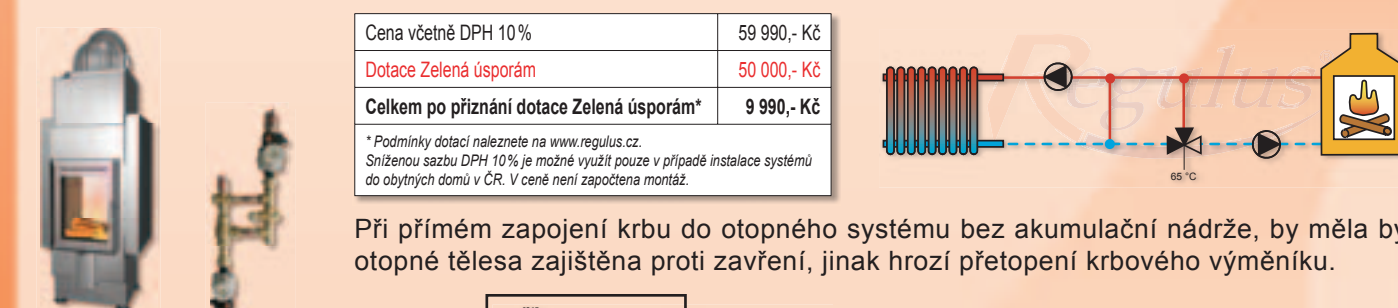 Cena včetně DPH 10% 59 990,- Kč
Dotace Zelená úsporám 50 000,- Kč
Celkem po přiznání dotace Zelená úsporám* 9 990,- Kč
* Podmínky dotací naleznete na www.regulus.cz.
Sníženou sazbu DPH 10% je možné využít pouze v případě instalace systémů
do obytných domů v ČR. V ceně není započtena montáž.
Regulus
65 °C
Při přímém zapojení krbu do otopného systému bez akumulační nádrže, by měla by
otopné tělesa zajištěna proti zavření, jinak hrozí přetopení krbového výměníku.